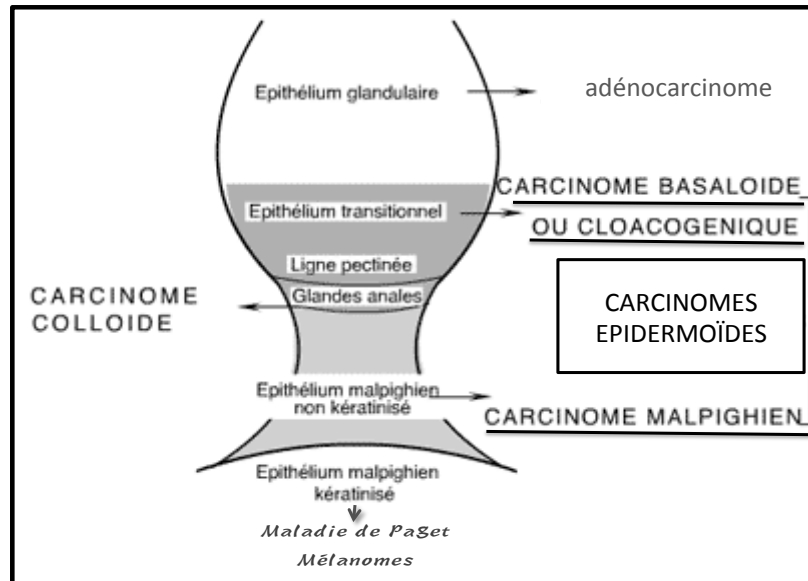 Epithélium glandulaire
adénocarcinome
CARCINOME BASALOIDE
Epithélium transitionnel
OU CLOACOGENIQUE
Ligne pectinée
Glandes anales
CARCINOME
COLLOIDE
CARCINOMES
EPIDERMOÏDES
Epithélium malpighien
non kératinisé
CARCINOME MALPIGHIEN
Epithélium malpighien
kératinisé
Maladie de Paget
Mélanomes